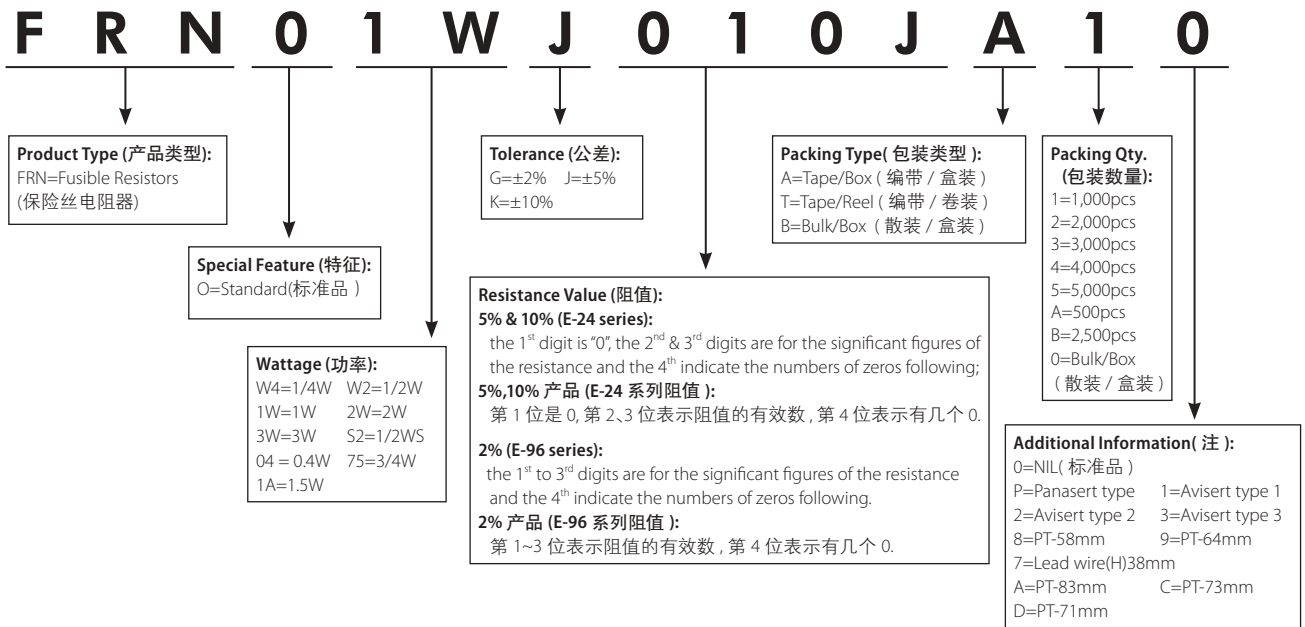 F R N 0 1 W J 0 1 0 J A 1 0
Product Type (产品类型):
FRN=Fusible Resistors
(保险丝电阻器)
Special Feature (特征):
O=Standard(标准品 )
Wattage (功率):
W4=1/4W W2=1/2W
1W=1W 2W=2W
3W=3W S2=1/2WS
04 = 0.4W 75=3/4W
1A=1.5W
Tolerance (公差):
G=±2% J=±5%
K=±10%
Resistance Value (阻值):
5% & 10% (E-24 series):
the 1st digit is "0", the 2nd & 3rd digits are for the significant figures of
the resistance and the 4th indicate the numbers of zeros following;
5%,10% 产品 (E-24 系列阻值 ):
第 1 位是 0, 第 2、3 位表示阻值的有效数 , 第 4 位表示有几个 0.
2% (E-96 series):
the 1st to 3rd digits are for the significant figures of the resistance
and the 4th indicate the numbers of zeros following.
2% 产品 (E-96 系列阻值 ):
第 1~3 位表示阻值的有效数 , 第 4 位表示有几个 0.
Packing Type( 包装类型 ):
A=Tape/Box ( 编带 / 盒装 )
T=Tape/Reel ( 编带 / 卷装 )
B=Bulk/Box ( 散装 / 盒装 )
Packing Qty.
(包装数量):
1=1,000pcs
2=2,000pcs
3=3,000pcs
4=4,000pcs
5=5,000pcs
A=500pcs
B=2,500pcs
0=Bulk/Box
( 散装 / 盒装 )
Additional Information( 注 ):
0=NIL( 标准品 )
P=Panasert type 1=Avisert type 1
2=Avisert type 2 3=Avisert type 3
8=PT-58mm 9=PT-64mm
7=Lead wire(H)38mm
A=PT-83mm C=PT-73mm
D=PT-71mm